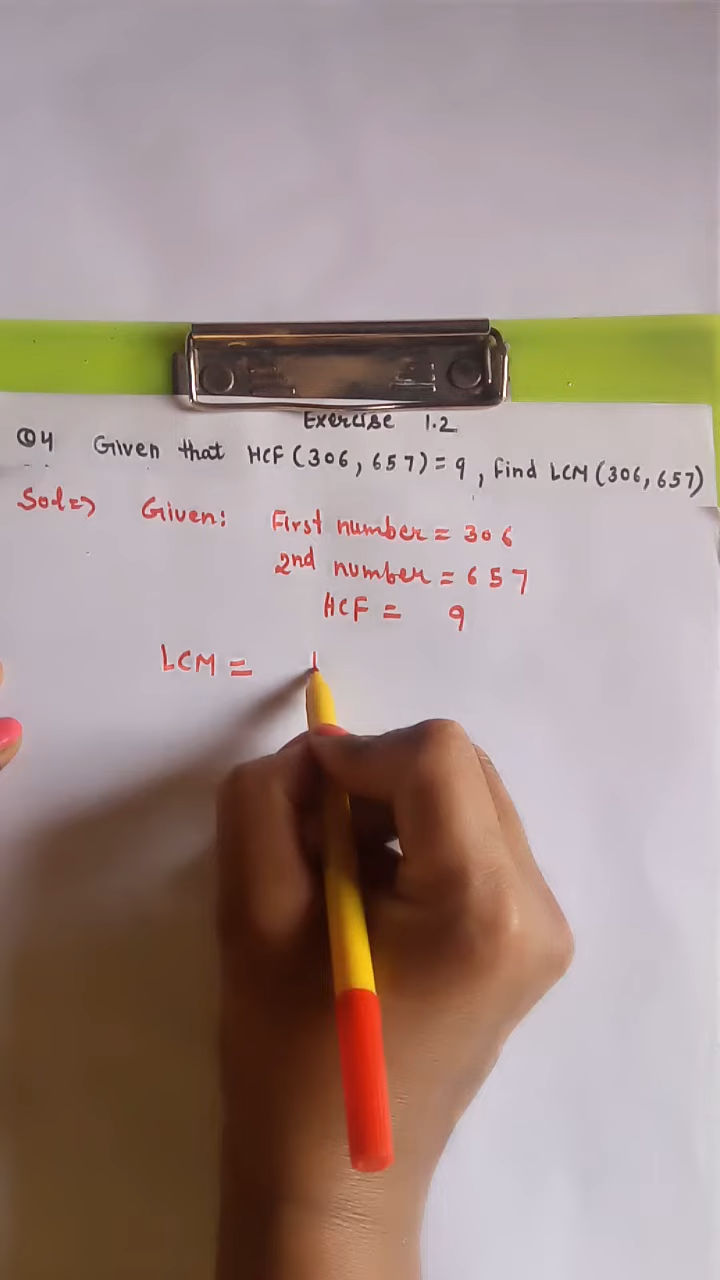 Exercise 1.2
Q4 Given that HCF (306, 657) = 9, find LCM (306, 657)
Sol=> Given: First number = 306
2nd number = 657
HCF = 9
LCM =